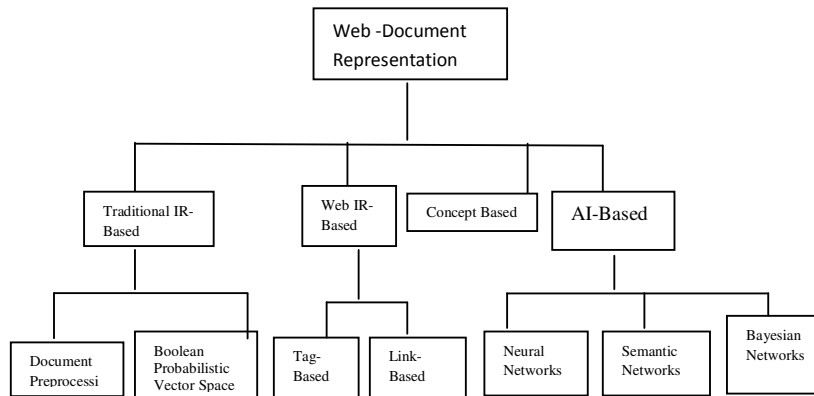 Web -Document
Representation
Traditional IR-
Based
Web IR-
Based
Concept Based
AI-Based
Document
Preprocessi
Boolean
Probabilistic
Vector Space
Tag-
Based
Link-
Based
Neural
Networks
Semantic
Networks
Bayesian
Networks